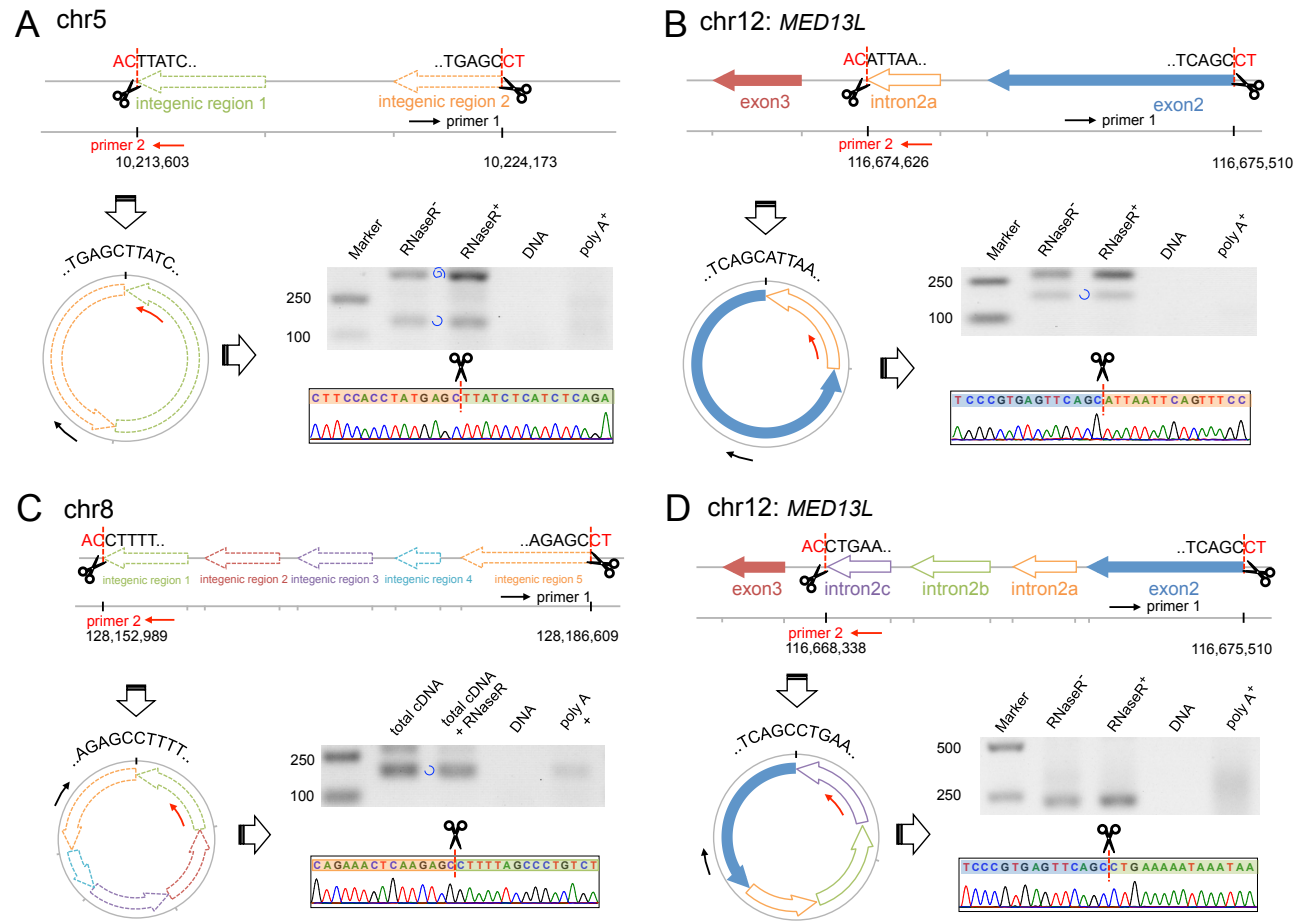 A chr5
ACTTATC.. ..TGAGCCT
integenic region 1 integenic region 2
primer 1
primer 2
10,213,603 10,224,173
..TGAGCTTATC..
Marker RNaseR⁻ RNaseR⁺ DNA poly A⁺
250
100
CTTCCACCTATGAGCTTATCTCATCTCAGA
B chr12: MED13L
ACATTAA.. ..TCAGCCT
exon3 intron2a exon2
primer 1
primer 2
116,674,626 116,675,510
..TCAGCATTAA..
Marker RNaseR⁻ RNaseR⁺ DNA poly A⁺
250
100
TCCCGTGAGTTCAGCATTAATTCAGTTTCC
C chr8
ACCTTTT.. ..AGAGCCT
integenic region 1 integenic region 2 integenic region 3 integenic region 4 integenic region 5
primer 1
primer 2
128,152,989 128,186,609
..AGAGCCTTTT..
total cDNA total cDNA + RNaseR DNA poly A +
250
100
CAGAAACTCAAGAGCCTTTTAGCCCTGTCT
D chr12: MED13L
ACCTGAA.. ..TCAGCCT
exon3 intron2c intron2b intron2a exon2
primer 1
primer 2
116,668,338 116,675,510
..TCAGCCTGAA..
Marker RNaseR⁻ RNaseR⁺ DNA poly A⁺
500
250
TCCCGTGAGTTCAGCCTGAAAAATAAATAA